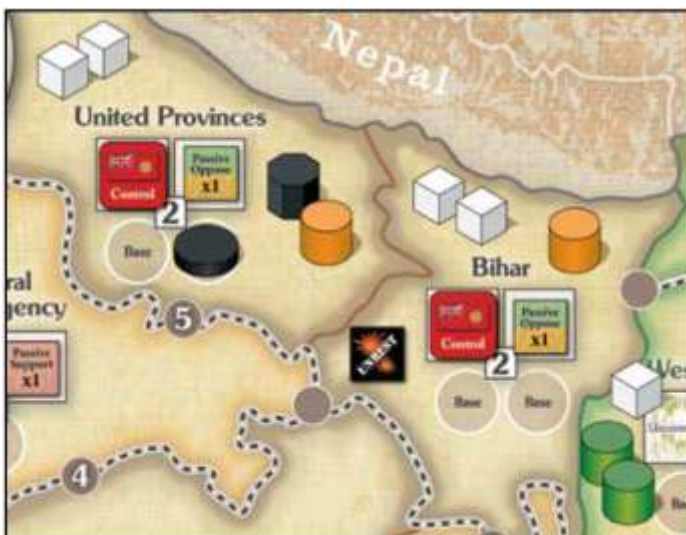 Nepal
United Provinces
Control
Passive
Oppose
x1
2
Base
5
ral
gency
Passive
Support
x1
4
Bihar
Control
Passive
Oppose
x1
2
UNREST
Base
Base
Wes